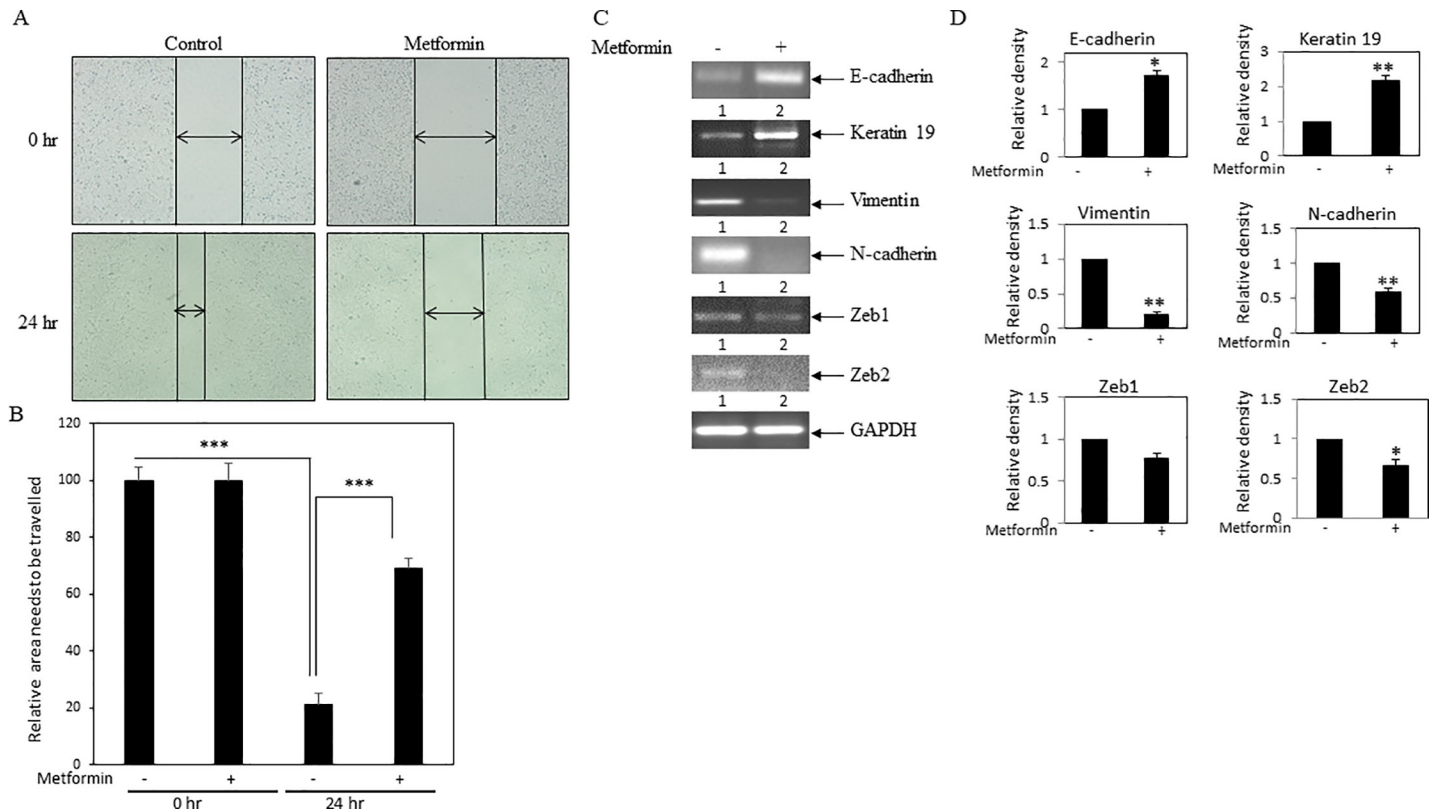 A
Control Metformin
0 hr
24 hr
B
120
100
80
60
40
20
0
Relative area needs to be travelled
***
***
Metformin - + - +
0 hr 24 hr
C
Metformin - +
E-cadherin
1 2
Keratin 19
1 2
Vimentin
1 2
N-cadherin
1 2
Zeb1
1 2
Zeb2
1 2
GAPDH
D
E-cadherin
Relative density
2
1
0
*
Metformin - +
Keratin 19
Relative density
3
2
1
0
**
Metformin - +
Vimentin
Relative density
1.5
1
0.5
0
**
Metformin - +
N-cadherin
Relative density
1.5
1
0.5
0
**
Metformin - +
Zeb1
Relative density
1.5
1
0.5
0
Metformin - +
Zeb2
Relative density
1.5
1
0.5
0
*
Metformin - +